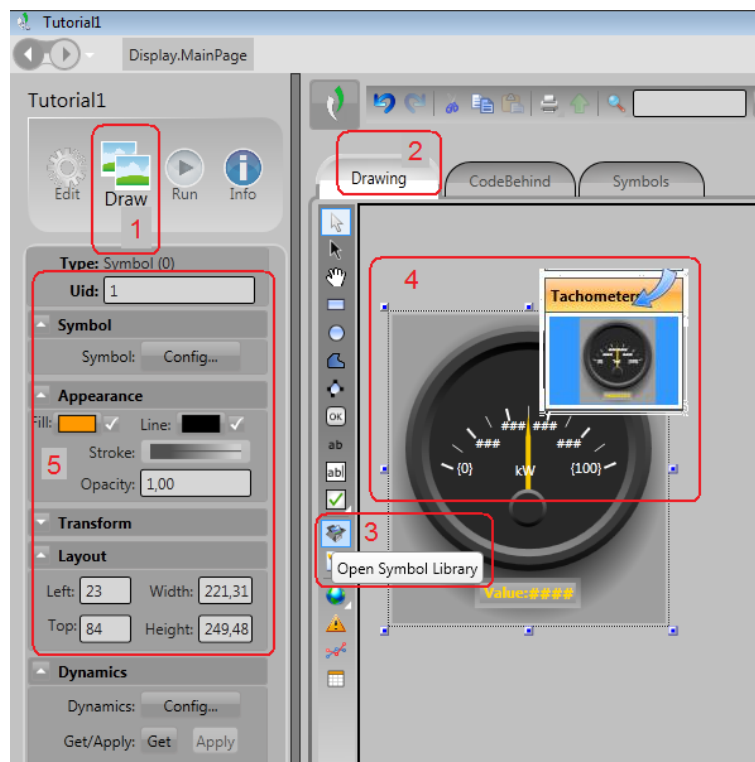 Tutorial1
Display.MainPage
Tutorial1
Edit
Draw
Run
Info
1
2
Drawing
CodeBehind
Symbols
Type: Symbol (0)
Uid: 1
Symbol
Symbol: Config...
Appearance
Fill: Line:
Stroke:
5
Opacity: 1,00
Transform
Layout
Left: 23 Width: 221,31
Top: 84 Height: 249,48
Dynamics
Dynamics: Config...
Get/Apply: Get Apply
OK
ab
ab
4
Tachometer
### ###
### ###
{0} kW {100}
3
Open Symbol Library
Value:####